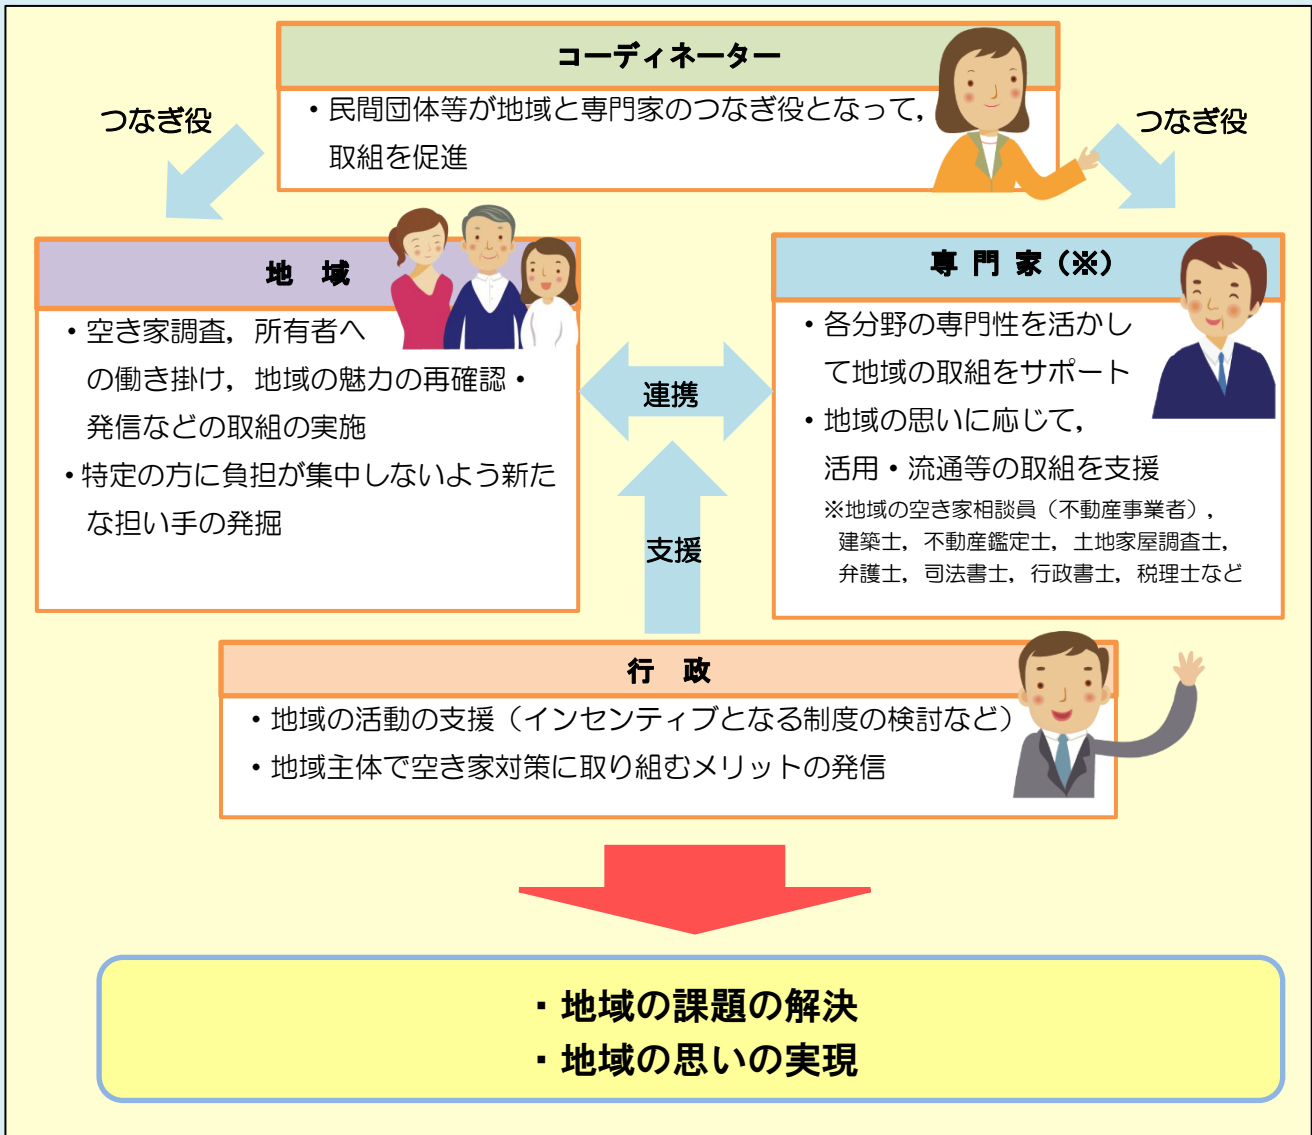 コーディネーター
・民間団体等が地域と専門家のつなぎ役となって，
取組を促進
つなぎ役
つなぎ役
地　域
・空き家調査，所有者へ
の働き掛け，地域の魅力の再確認・
発信などの取組の実施
・特定の方に負担が集中しないよう新た
な担い手の発掘
連携
専 門 家（※）
・各分野の専門性を活かし
て地域の取組をサポート
・地域の思いに応じて，
活用・流通等の取組を支援
※地域の空き家相談員（不動産事業者），
建築士，不動産鑑定士，土地家屋調査士，
弁護士，司法書士，行政書士，税理士など
支援
行　政
・地域の活動の支援（インセンティブとなる制度の検討など）
・地域主体で空き家対策に取り組むメリットの発信
・地域の課題の解決
・地域の思いの実現